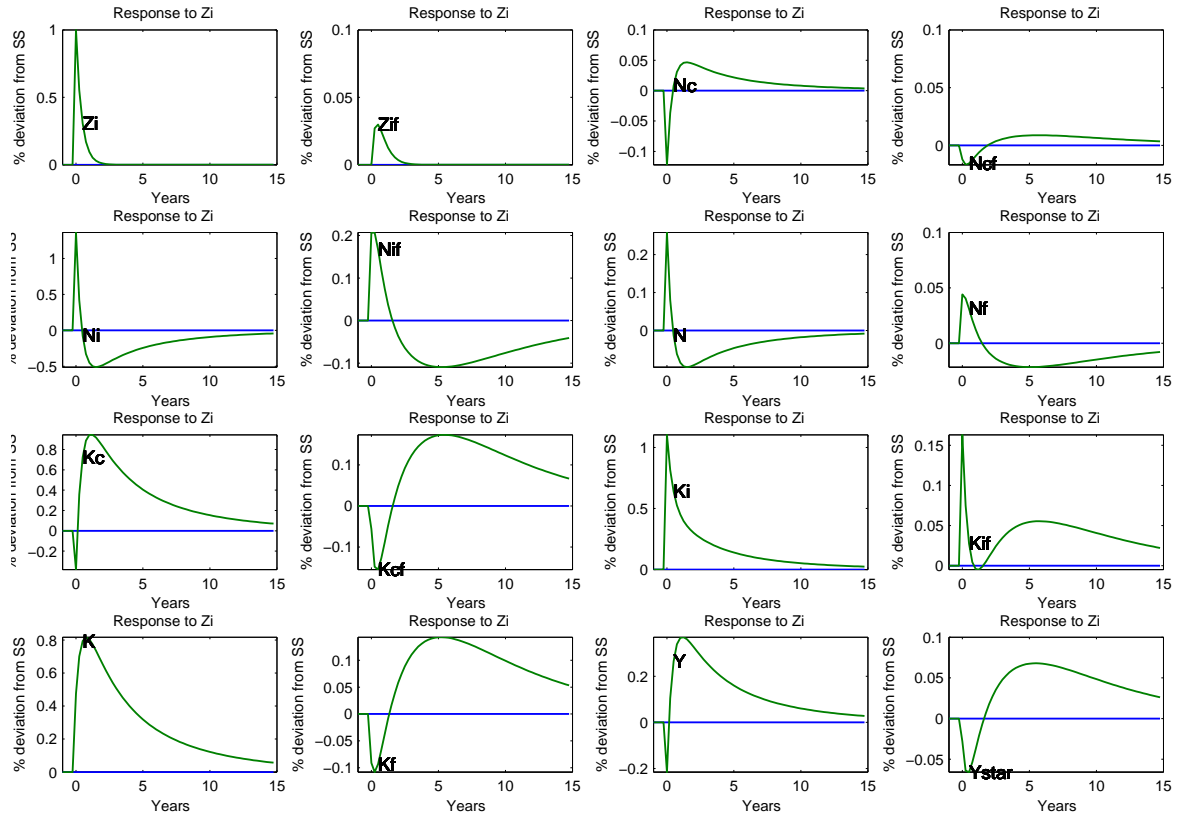 Response to Zi
Response to Zi
Response to Zi
Response to Zi
% deviation from SS
1
0.5
0
Zi
0 5 10 15
Years
% deviation from SS
0.1
0.05
0
Zif
0 5 10 15
Years
% deviation from SS
0.1
0.05
0
−0.05
−0.1
Nc
0 5 10 15
Years
% deviation from SS
0.1
0.05
0
Ncf
0 5 10 15
Years
Response to Zi
Response to Zi
Response to Zi
Response to Zi
% deviation from SS
1
0.5
0
−0.5
Ni
0 5 10 15
Years
% deviation from SS
0.2
0.1
0
−0.1
Nif
0 5 10 15
Years
% deviation from SS
0.2
0.1
0
N
0 5 10 15
Years
% deviation from SS
0.1
0.05
0
Nf
0 5 10 15
Years
Response to Zi
Response to Zi
Response to Zi
Response to Zi
% deviation from SS
0.8
0.6
0.4
0.2
0
−0.2
Kc
0 5 10 15
Years
% deviation from SS
0.1
0
−0.1
Kcf
0 5 10 15
Years
% deviation from SS
1
0.5
0
Ki
0 5 10 15
Years
% deviation from SS
0.15
0.1
0.05
0
Kif
0 5 10 15
Years
Response to Zi
Response to Zi
Response to Zi
Response to Zi
% deviation from SS
0.8
0.6
0.4
0.2
0
K
0 5 10 15
Years
% deviation from SS
0.1
0.05
0
−0.05
−0.1
Kf
0 5 10 15
Years
% deviation from SS
0.2
0
−0.2
Y
0 5 10 15
Years
% deviation from SS
0.1
0.05
0
−0.05
Ystar
0 5 10 15
Years